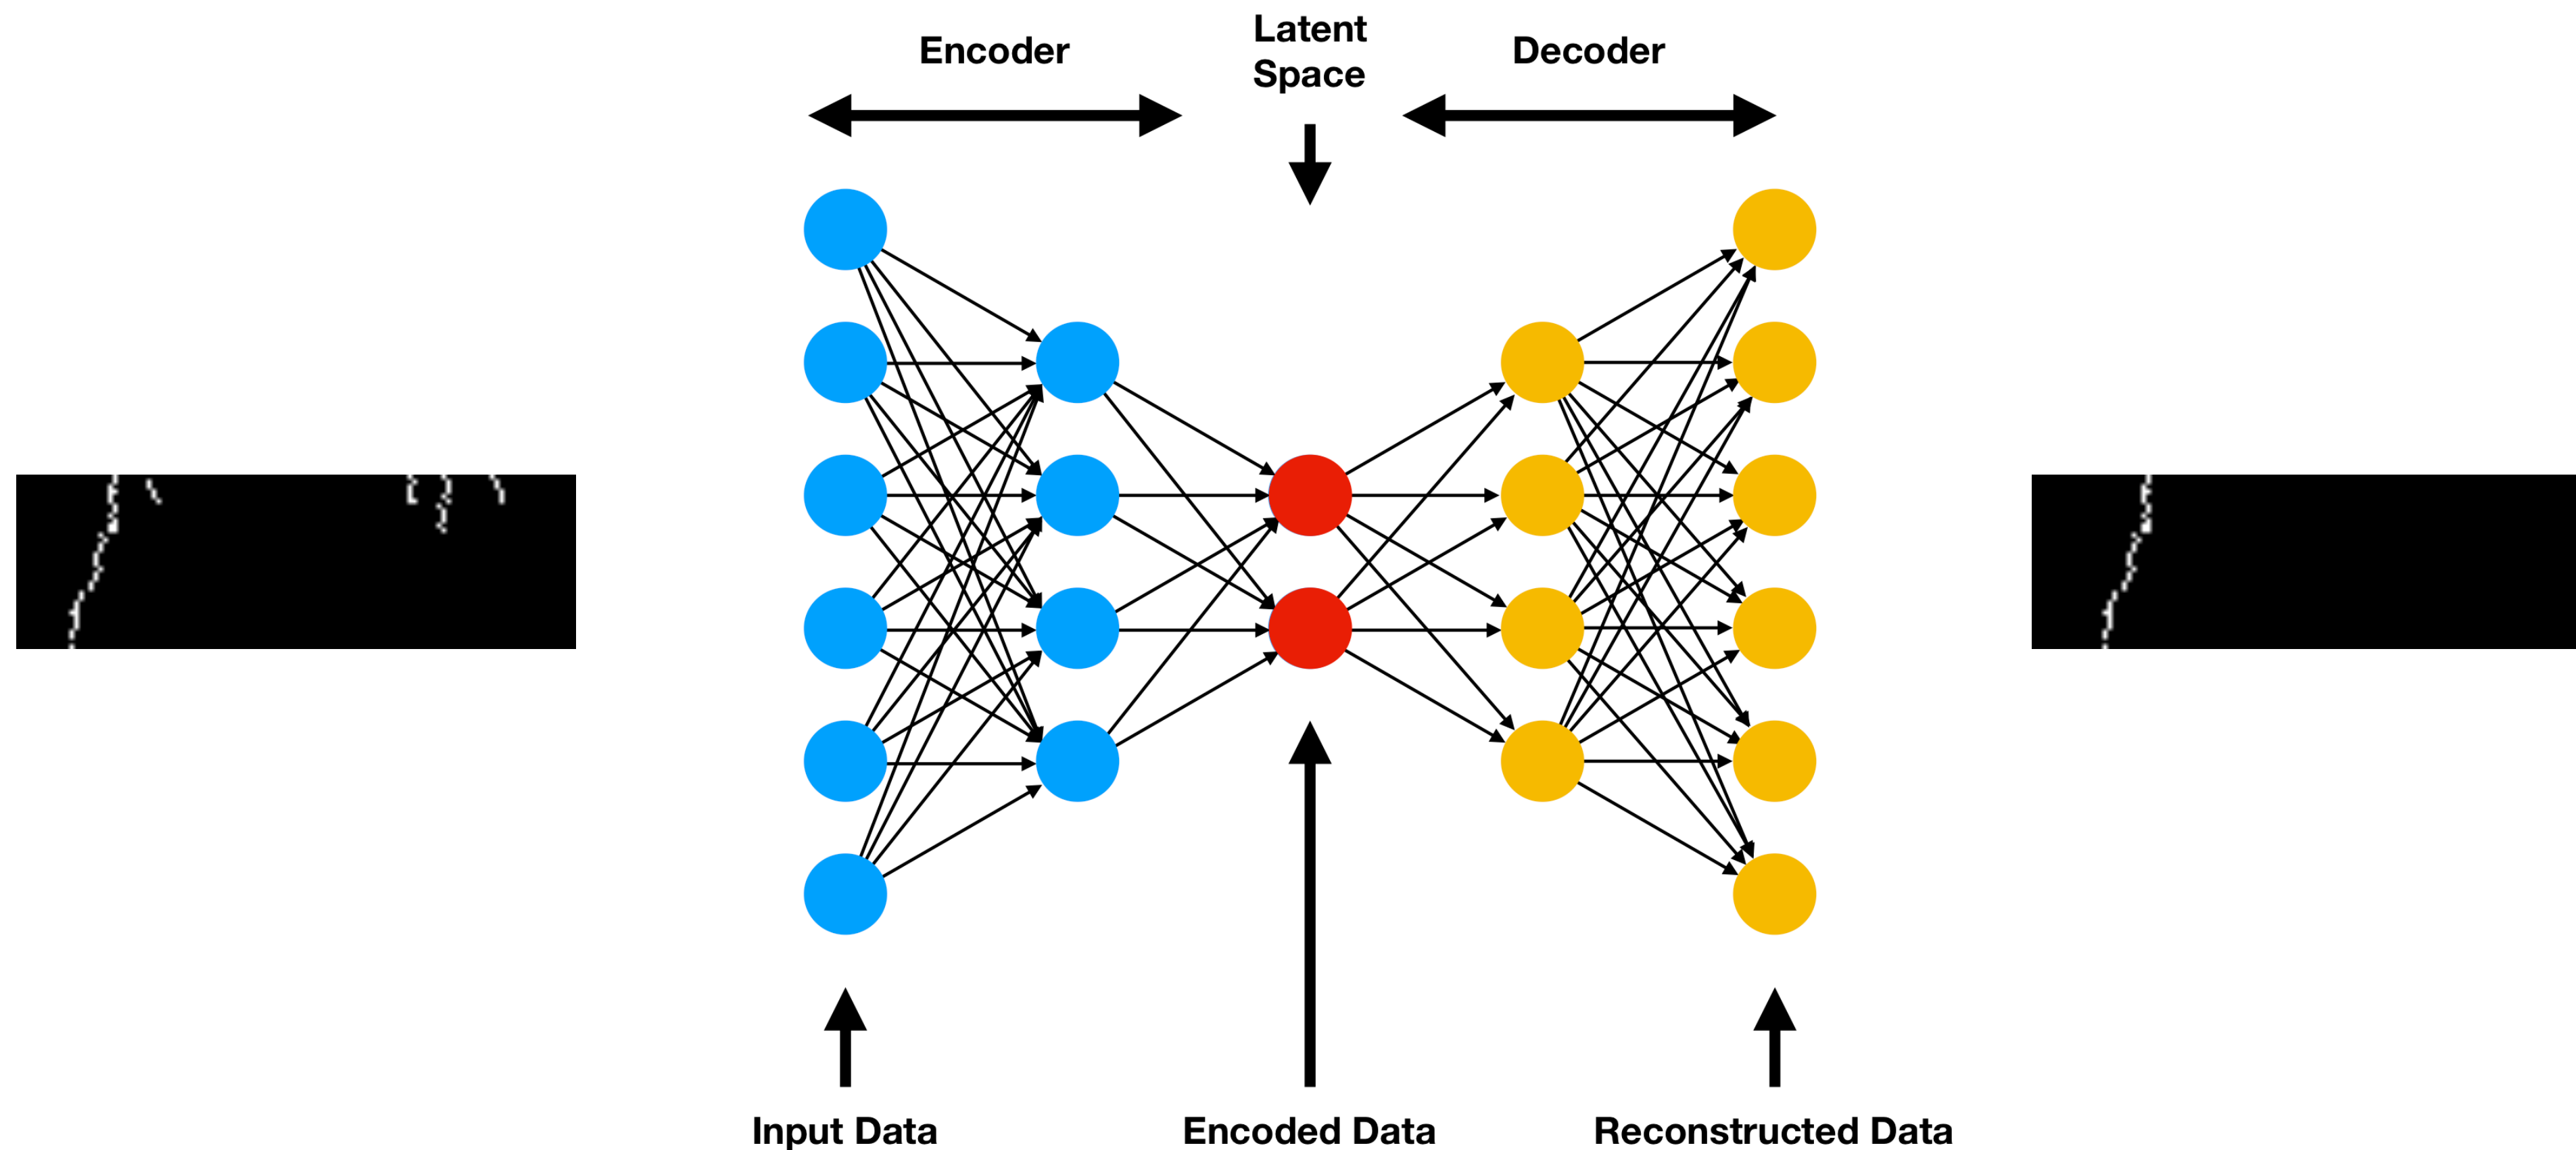 Encoder
Latent
Space
Decoder
Input Data
Encoded Data
Reconstructed Data